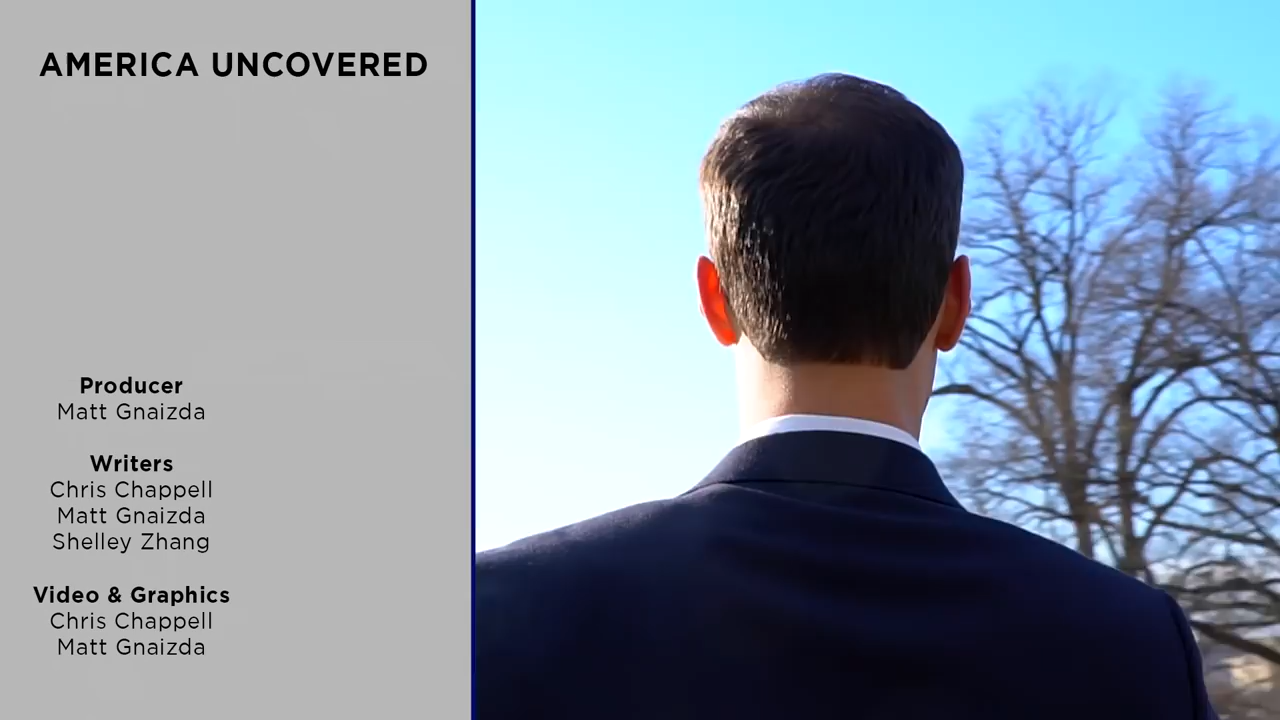 AMERICA UNCOVERED
Producer
Matt Gnaizda
Writers
Chris Chappell
Matt Gnaizda
Shelley Zhang
Video & Graphics
Chris Chappell
Matt Gnaizda